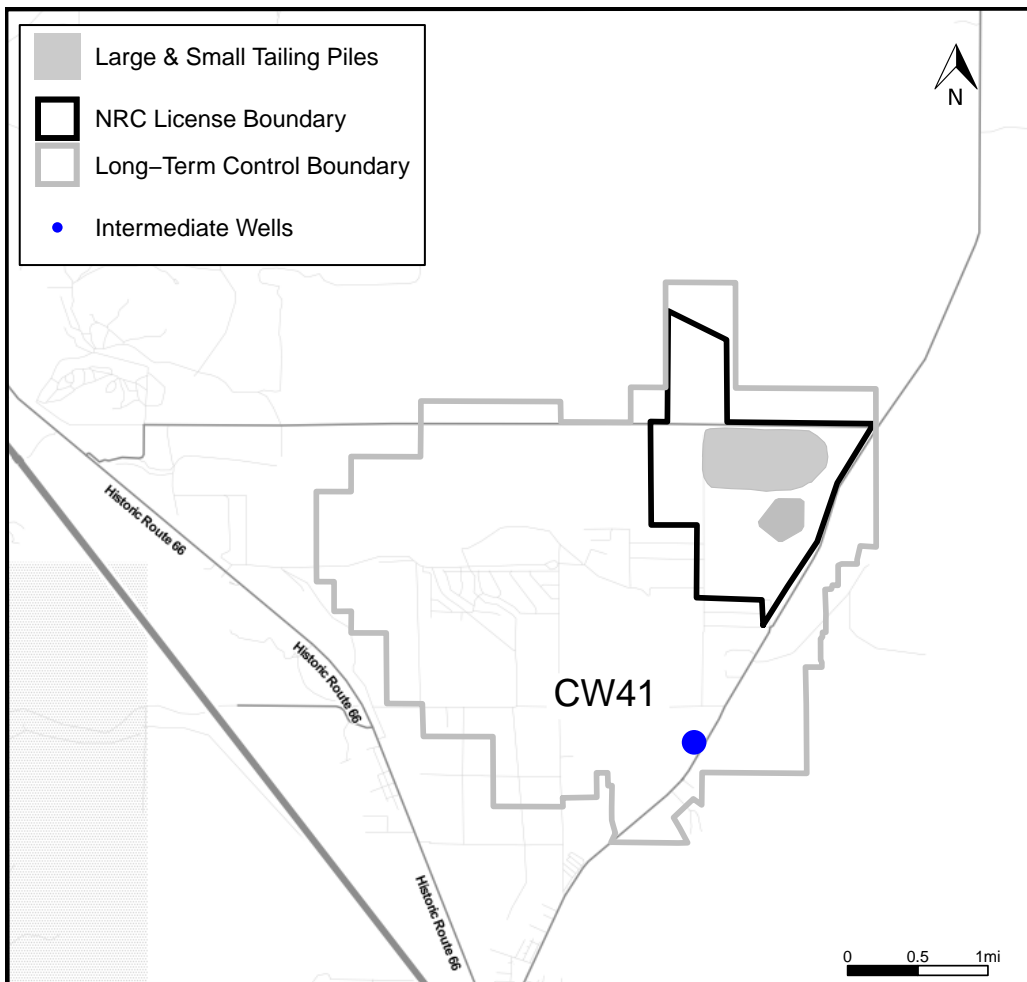 Large & Small Tailing Piles
NRC License Boundary
Long−Term Control Boundary
Intermediate Wells
N
Historic Route 66
Historic Route 66
CW41
Historic Route 66
0 0.5 1mi